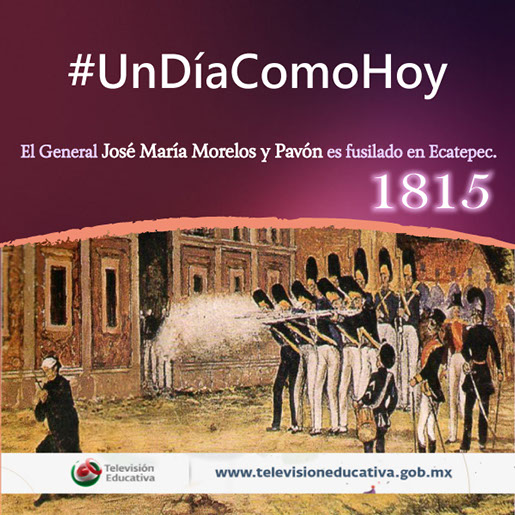 #UnDíaComoHoy
El General José María Morelos y Pavón es fusilado en Ecatepec.
1815
Televisión
Educativa
www.televisioneducativa.gob.mx